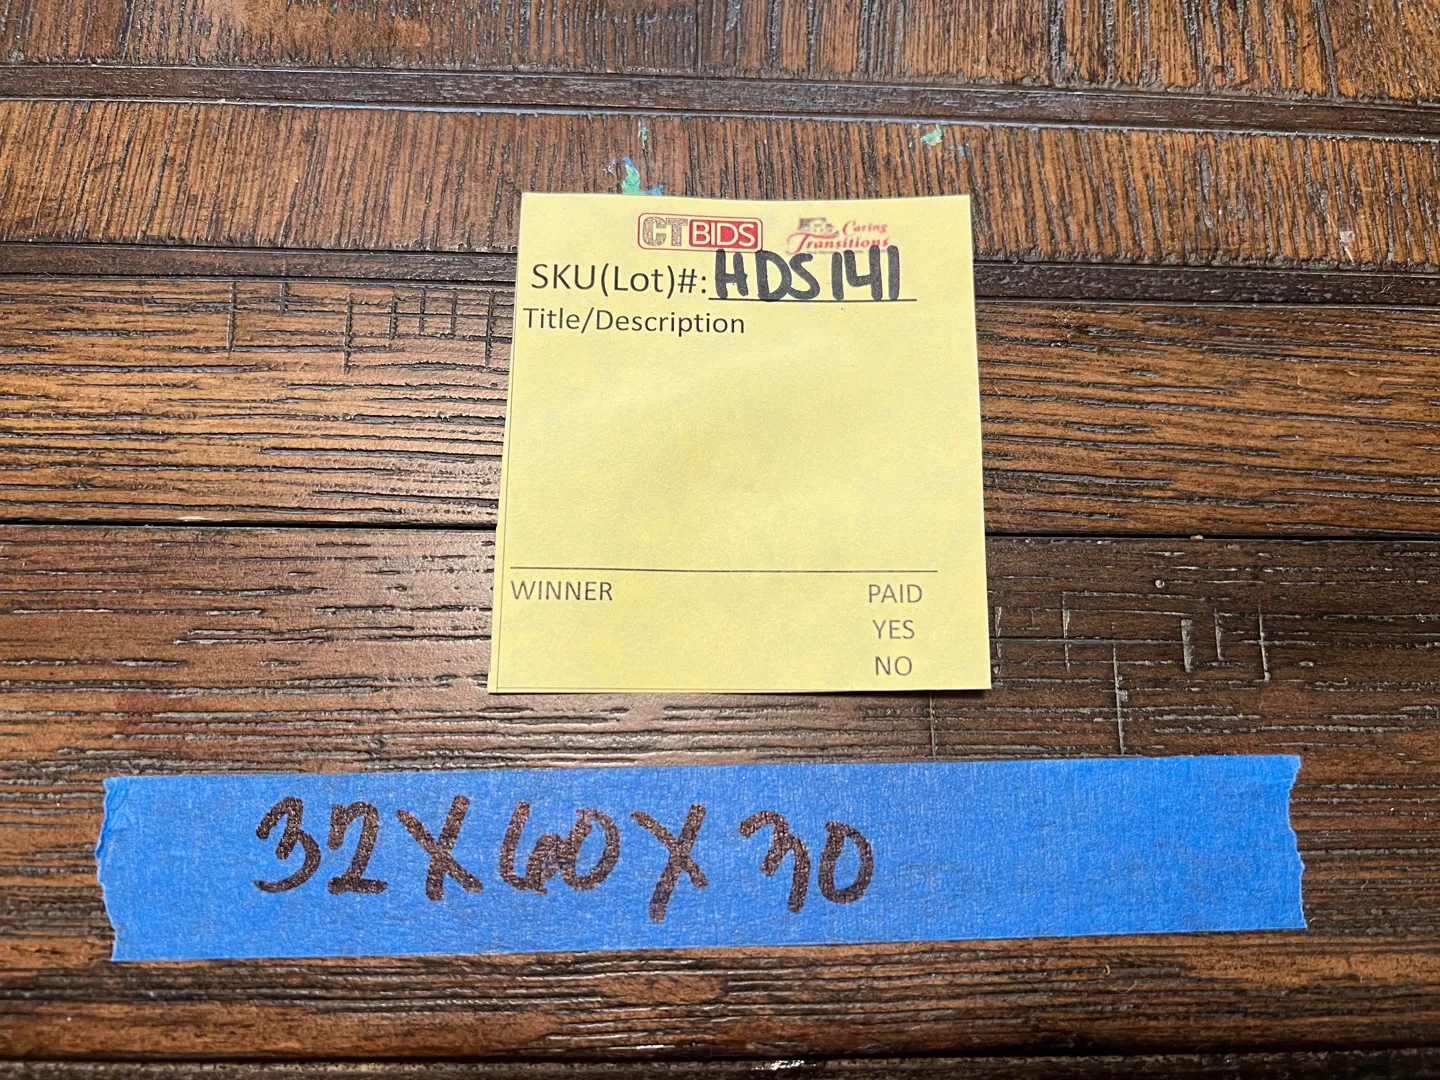 CTBIDS Caring Transitions
SKU(Lot)#: HDS141
Title/Description
WINNER PAID
YES
NO
32X60X30